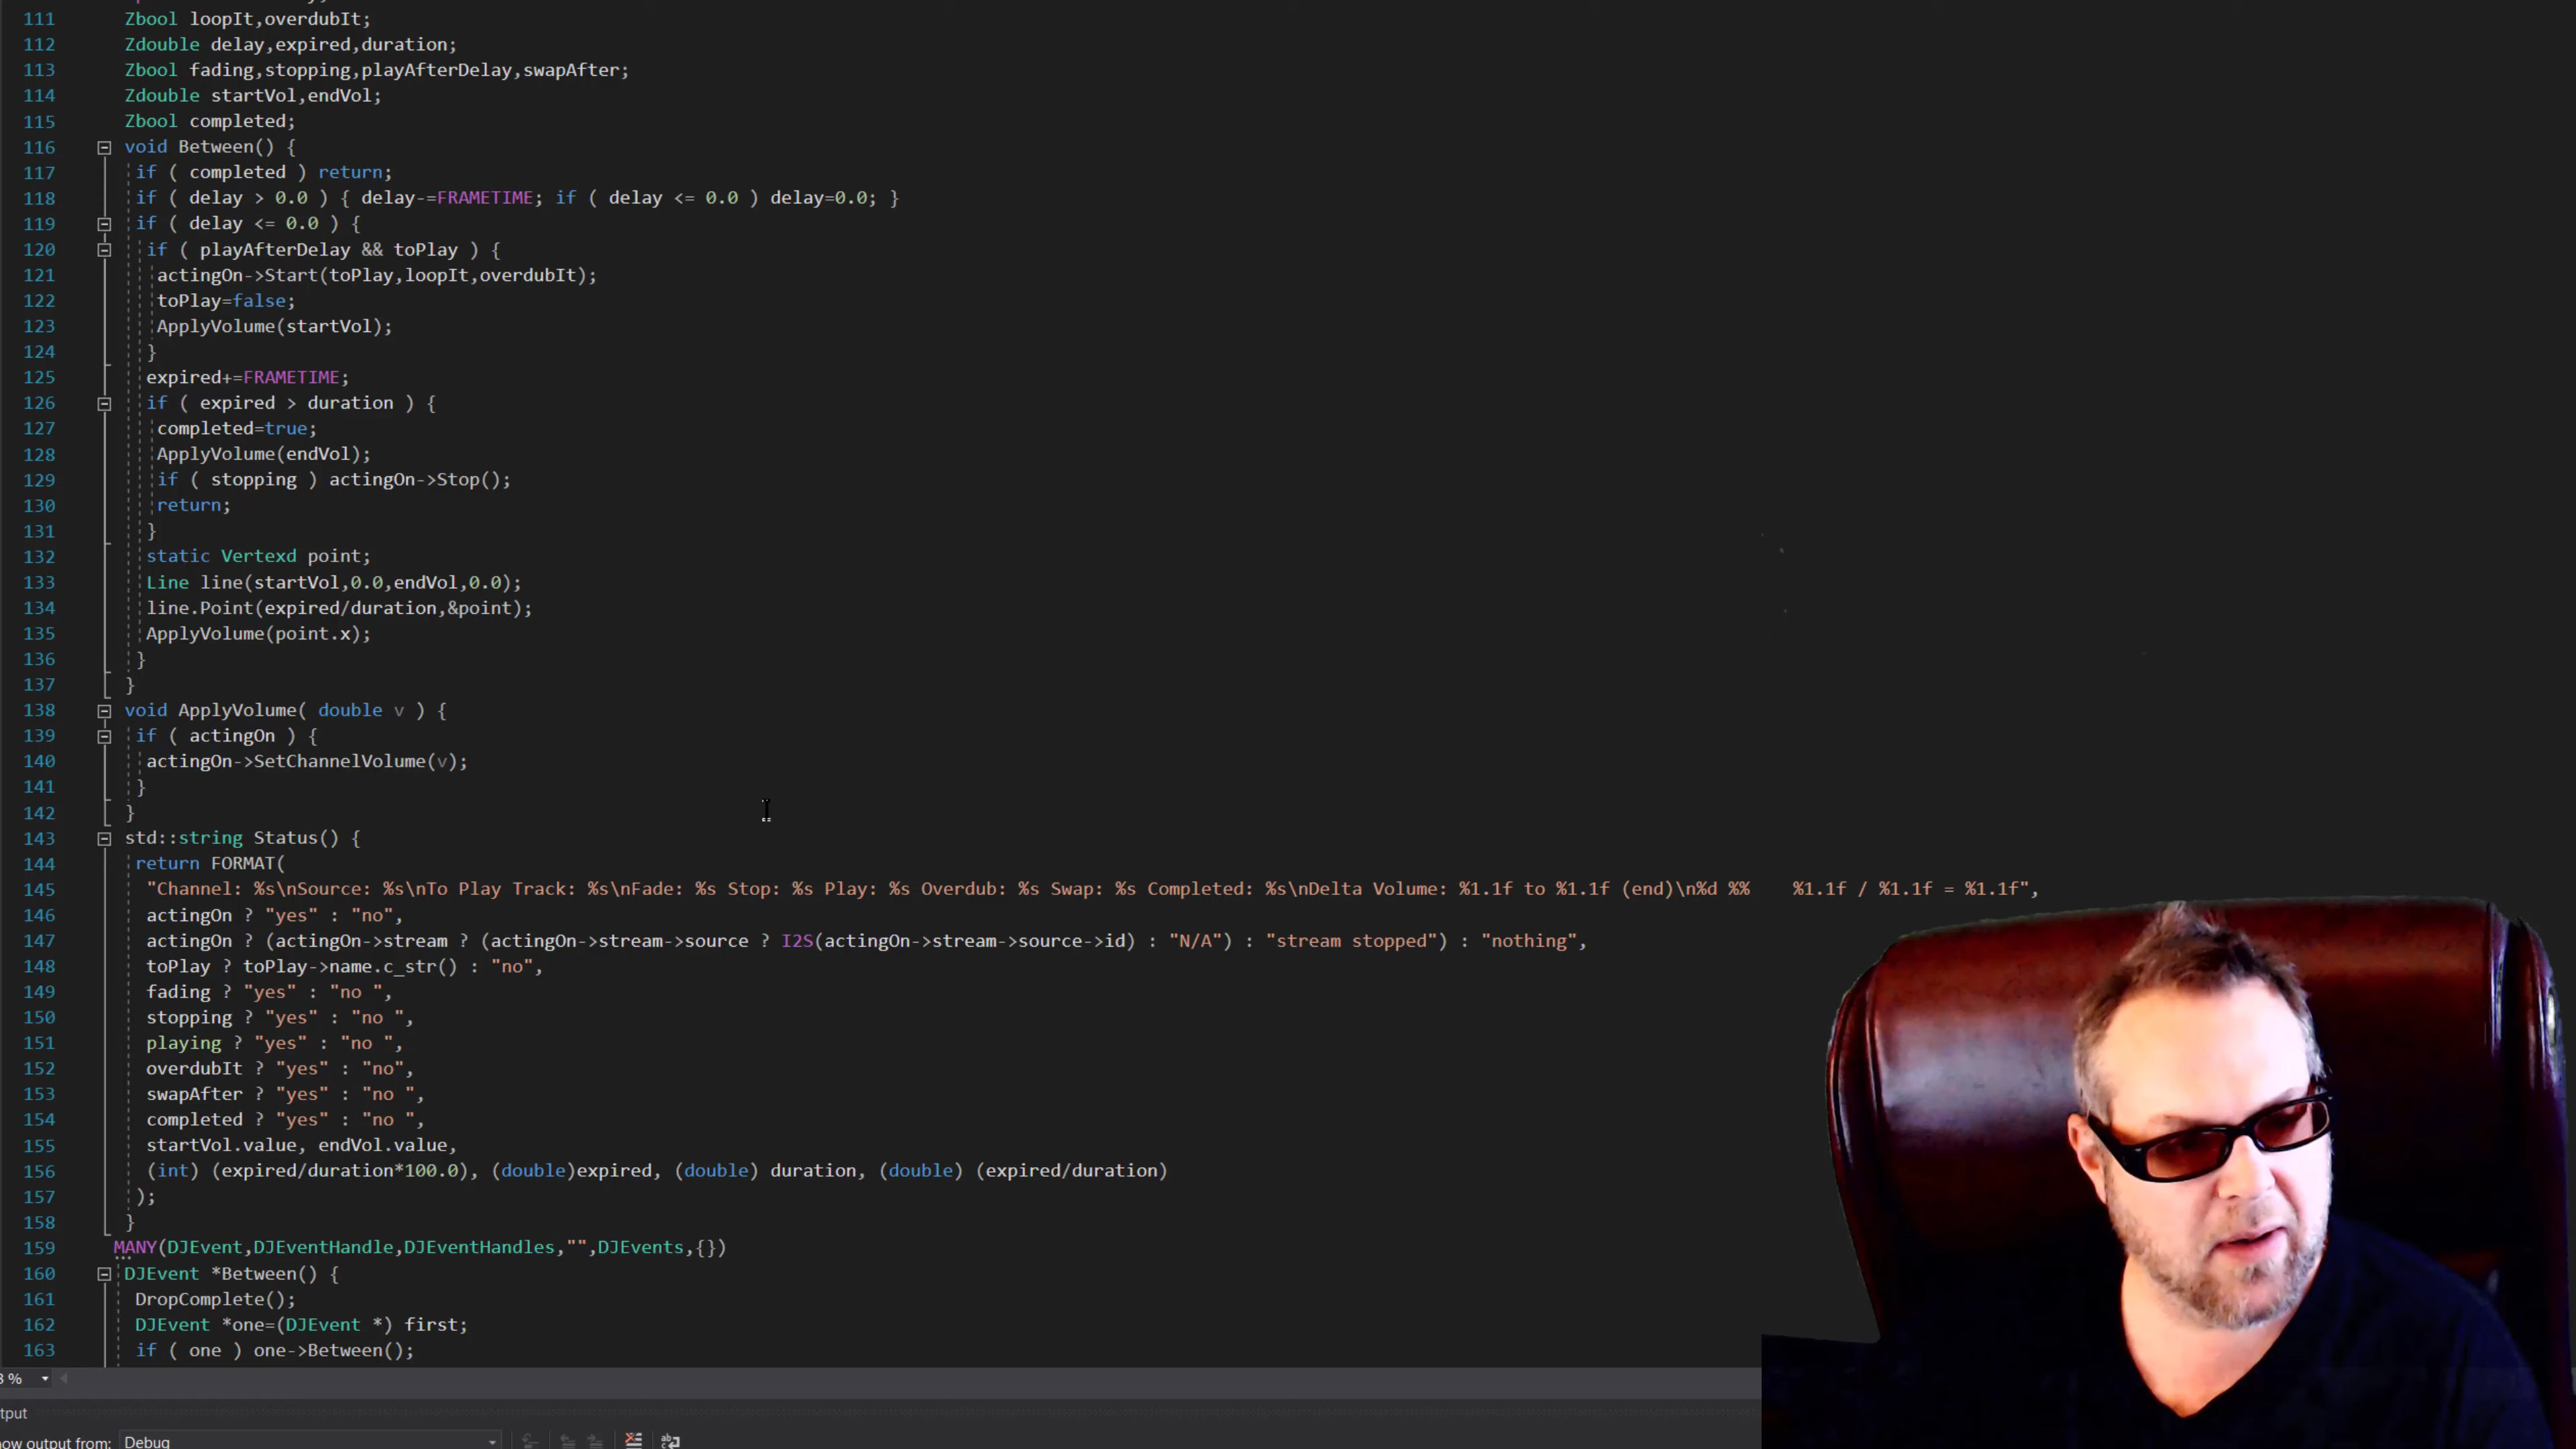 111 Zbool loopIt,overdubIt;
112 Zdouble delay,expired,duration;
113 Zbool fading,stopping,playAfterDelay,swapAfter;
114 Zdouble startVol,endVol;
115 Zbool completed;
116 void Between() {
117 if ( completed ) return;
118 if ( delay > 0.0 ) { delay-=FRAMETIME; if ( delay <= 0.0 ) delay=0.0; }
119 if ( delay <= 0.0 ) {
120 if ( playAfterDelay && toPlay ) {
121 actingOn->Start(toPlay,loopIt,overdubIt);
122 toPlay=false;
123 ApplyVolume(startVol);
124 }
125 expired+=FRAMETIME;
126 if ( expired > duration ) {
127 completed=true;
128 ApplyVolume(endVol);
129 if ( stopping ) actingOn->Stop();
130 return;
131 }
132 static Vertexd point;
133 Line line(startVol,0.0,endVol,0.0);
134 line.Point(expired/duration,&point);
135 ApplyVolume(point.x);
136 }
137 }
138 void ApplyVolume( double v ) {
139 if ( actingOn ) {
140 actingOn->SetChannelVolume(v);
141 }
142 }
143 std::string Status() {
144 return FORMAT(
145 "Channel: %s\nSource: %s\nTo Play Track: %s\nFade: %s Stop: %s Play: %s Overdub: %s Swap: %s Completed: %s\nDelta Volume: %1.1f to %1.1f (end)\n%d %%    %1.1f / %1.1f = %1.1f",
146 actingOn ? "yes" : "no",
147 actingOn ? (actingOn->stream ? (actingOn->stream->source ? I2S(actingOn->stream->source->id) : "N/A") : "stream stopped") : "nothing",
148 toPlay ? toPlay->name.c_str() : "no",
149 fading ? "yes" : "no ",
150 stopping ? "yes" : "no ",
151 playing ? "yes" : "no ",
152 overdubIt ? "yes" : "no",
153 swapAfter ? "yes" : "no ",
154 completed ? "yes" : "no ",
155 startVol.value, endVol.value,
156 (int) (expired/duration*100.0), (double)expired, (double) duration, (double) (expired/duration)
157 );
158 }
159 MANY(DJEvent,DJEventHandle,DJEventHandles,"",DJEvents,{})
160 DJEvent *Between() {
161 DropComplete();
162 DJEvent *one=(DJEvent *) first;
163 if ( one ) one->Between();
3 %
tput
ow output from: Debug